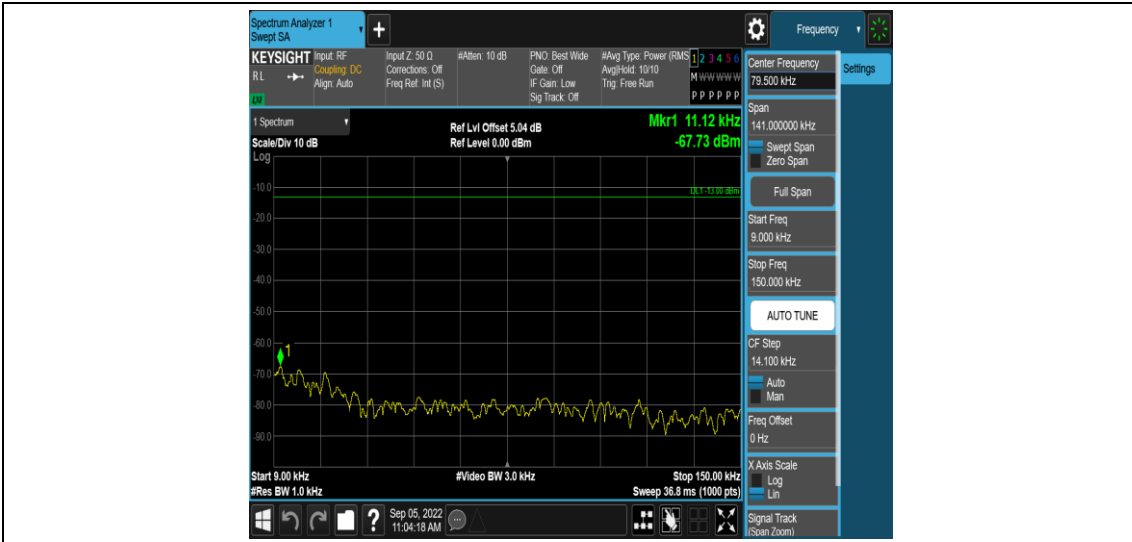 Spectrum Analyzer 1
Swept SA
+
Frequency
KEYSIGHT
RL
LXI
Input: RF
Coupling: DC
Align: Auto
Input Z: 50 Ω
Corrections: Off
Freq Ref: Int (S)
#Atten: 10 dB
PNO: Best Wide
Gate: Off
IF Gain: Low
Sig Track: Off
#Avg Type: Power (RMS
Avg|Hold: 10/10
Trig: Free Run
1 2 3 4 5 6
M W W W W W
P P P P P P
Center Frequency
79.500 kHz
Settings
Span
141.000000 kHz
Swept Span
Zero Span
Full Span
Start Freq
9.000 kHz
Stop Freq
150.000 kHz
AUTO TUNE
CF Step
14.100 kHz
Auto
Man
Freq Offset
0 Hz
X Axis Scale
Log
Lin
Signal Track
(Span Zoom)
1 Spectrum
Scale/Div 10 dB
Log
Ref Lvl Offset 5.04 dB
Ref Level 0.00 dBm
Mkr1 11.12 kHz
-67.73 dBm
DL1 -13.00 dBm
-10.0
-20.0
-30.0
-40.0
-50.0
-60.0
-70.0
-80.0
-90.0
1
Start 9.00 kHz
#Res BW 1.0 kHz
#Video BW 3.0 kHz
Stop 150.00 kHz
Sweep 36.8 ms (1000 pts)
?
Sep 05, 2022
11:04:18 AM